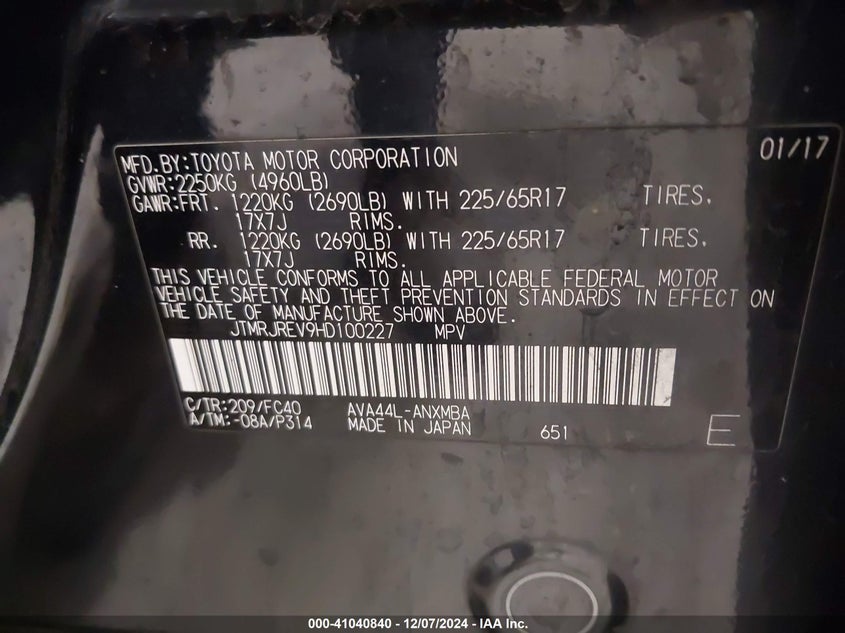 MFD.BY:TOYOTA MOTOR CORPORATION 01/17
GVWR:2250KG (4960LB)
GAWR:FRT. 1220KG (2690LB) WITH 225/65R17 TIRES,
17X7J RIMS.
RR. 1220KG (2690LB) WITH 225/65R17 TIRES,
17X7J RIMS.
THIS VEHICLE CONFORMS TO ALL APPLICABLE FEDERAL MOTOR
VEHICLE SAFETY AND THEFT PREVENTION STANDARDS IN EFFECT ON
THE DATE OF MANUFACTURE SHOWN ABOVE.
JTMRJREV9HD100227 MPV
C/TR:209/FC40 AVA44L-ANXMBA
A/TM:-08A/P314 MADE IN JAPAN 651 E
000-41040840 - 12/07/2024 - IAA Inc.